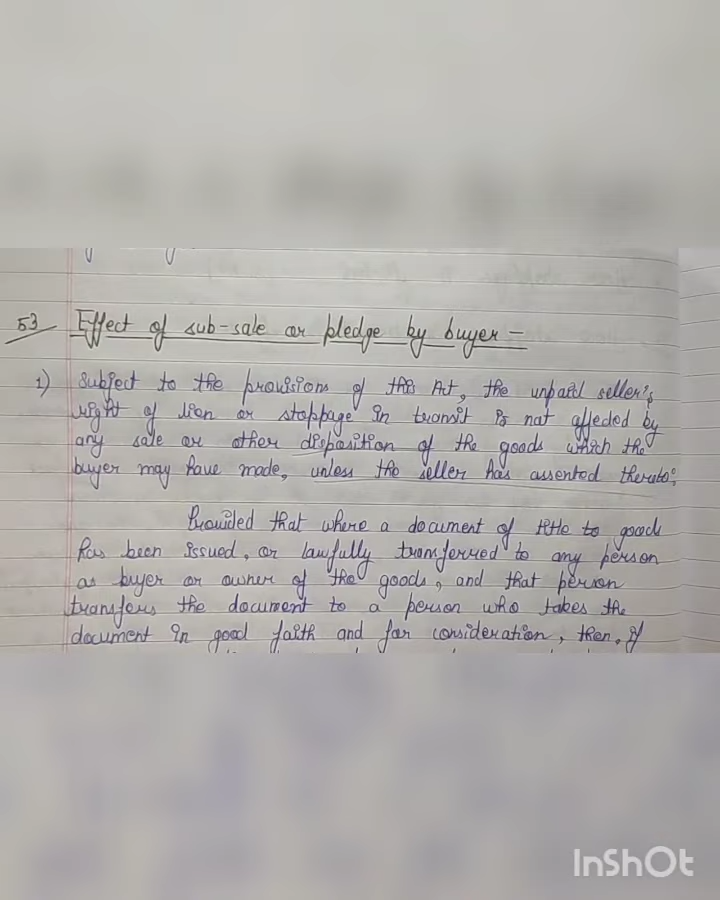 53 Effect of sub-sale or pledge by buyer -
1) Subject to the provisions of this Act, the unpaid seller's
right of lien or stoppage in transit is not affected by
any sale or other disposition of the goods which the
buyer may have made, unless the seller has assented thereto:
Provided that where a document of title to goods
has been issued, or lawfully transferred to any person
as buyer or owner of the goods, and that person
transfers the document to a person who takes the
document in good faith and for consideration, then, if
InShOt